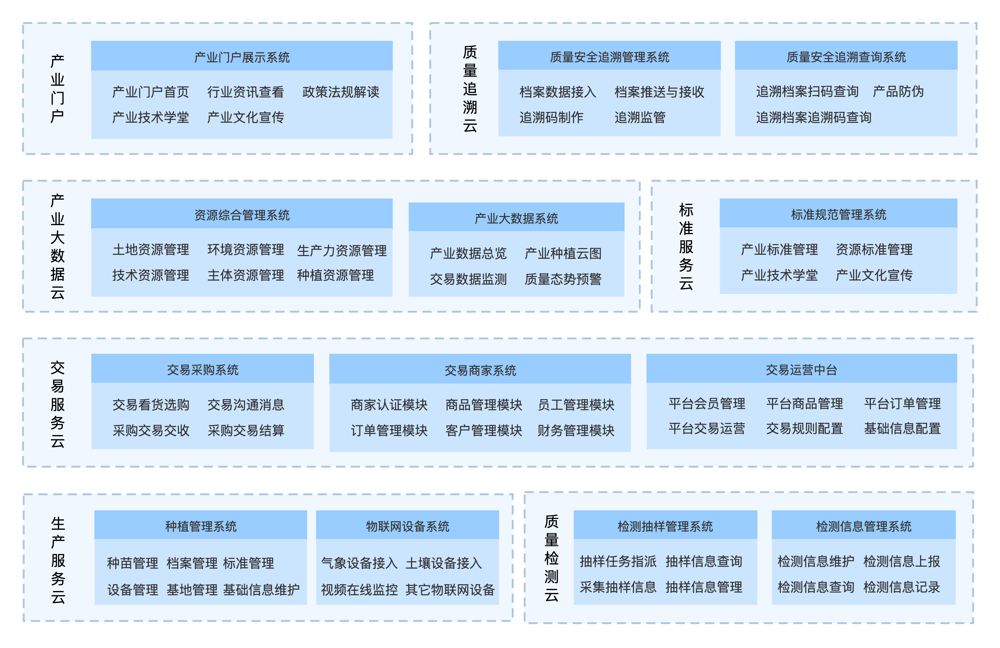 产业门户
产业门户展示系统
产业门户首页 行业资讯查看 政策法规解读
产业技术学堂 产业文化宣传
质量追溯云
质量安全追溯管理系统
档案数据接入 档案推送与接收
追溯码制作 追溯监管
质量安全追溯查询系统
追溯档案扫码查询 产品防伪
追溯档案追溯码查询
产业大数据云
资源综合管理系统
土地资源管理 环境资源管理 生产力资源管理
技术资源管理 主体资源管理 种植资源管理
产业大数据系统
产业数据总览 产业种植云图
交易数据监测 质量态势预警
标准服务云
标准规范管理系统
产业标准管理 资源标准管理
产业技术学堂 产业文化宣传
交易服务云
交易采购系统
交易看货选购 交易沟通消息
采购交易交收 采购交易结算
交易商家系统
商家认证模块 商品管理模块 员工管理模块
订单管理模块 客户管理模块 财务管理模块
交易运营中台
平台会员管理 平台商品管理 平台订单管理
平台交易运营 交易规则配置 基础信息配置
生产服务云
种植管理系统
种苗管理 档案管理 标准管理
设备管理 基地管理 基础信息维护
物联网设备系统
气象设备接入 土壤设备接入
视频在线监控 其它物联网设备
质量检测云
检测抽样管理系统
抽样任务指派 抽样信息查询
采集抽样信息 抽样信息管理
检测信息管理系统
检测信息维护 检测信息上报
检测信息查询 检测信息记录